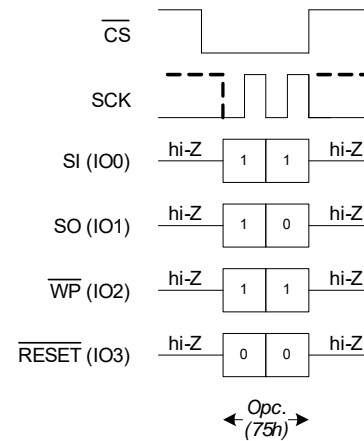 CS
SCK
hi-Z hi-Z
SI (IO0) 1 1
hi-Z hi-Z
SO (IO1) 1 0
hi-Z hi-Z
WP (IO2) 1 1
hi-Z hi-Z
RESET (IO3) 0 0
Opc.
(75h)